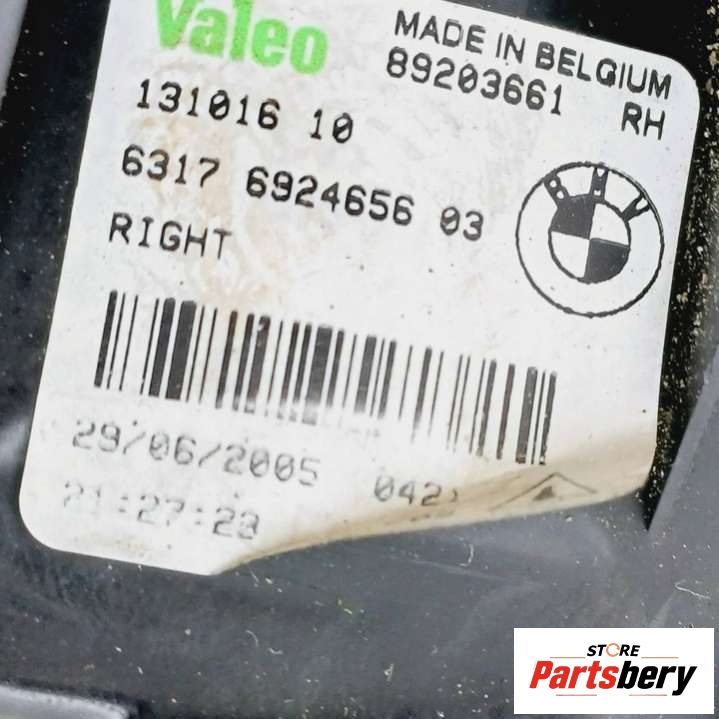 Valeo
MADE IN BELGIUM
89203661 RH
131016 10
6317 6924656 03
BMW
RIGHT
29/06/2005
21:27:23
STORE
Partsbery